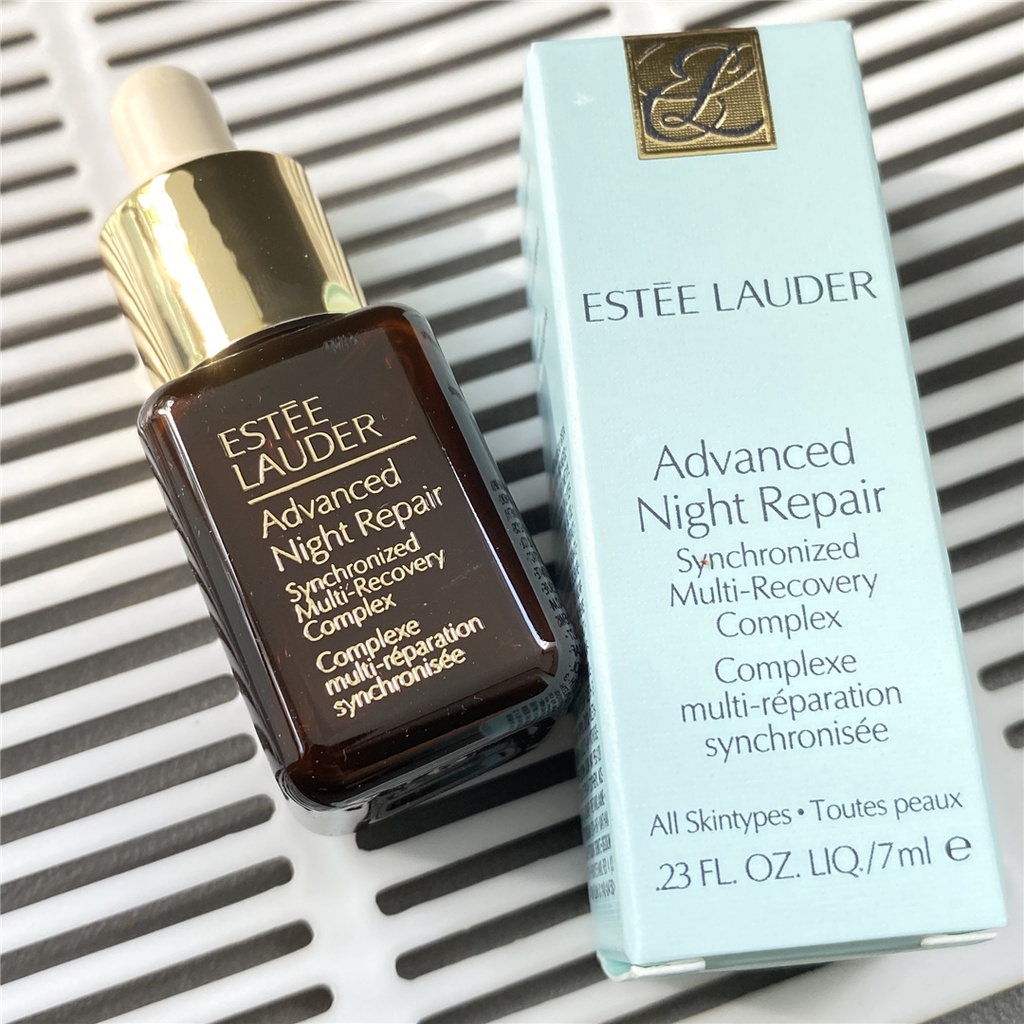 ESTĒE
LAUDER
Advanced
Night Repair
Synchronized
Multi-Recovery
Complex
Complexe
multi-réparation
synchronisée
ESTĒE LAUDER
Advanced
Night Repair
Synchronized
Multi-Recovery
Complex
Complexe
multi-réparation
synchronisée
All Skintypes • Toutes peaux
.23 FL. OZ. LIQ./7ml ℮